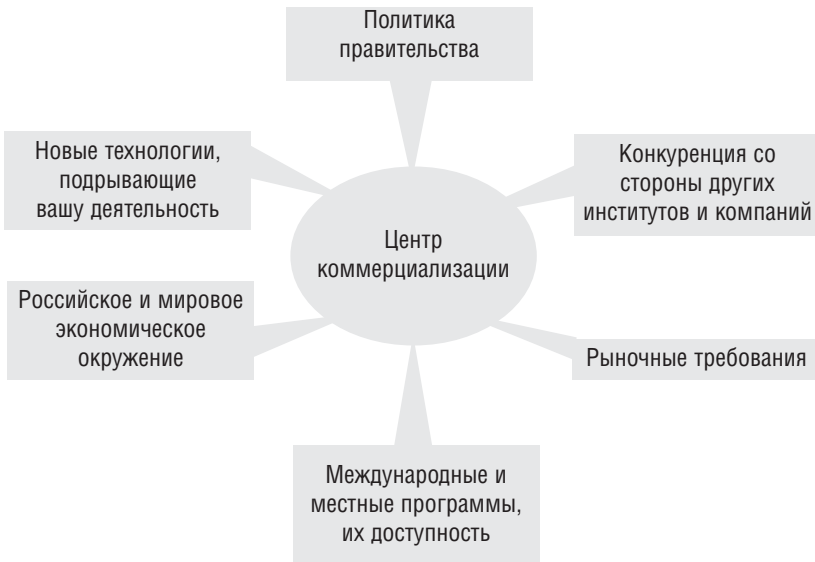 Политика
правительства
Новые технологии,
подрывающие
вашу деятельность
Конкуренция со
стороны других
институтов и компаний
Центр
коммерциализации
Российское и мировое
экономическое
окружение
Рыночные требования
Международные и
местные программы,
их доступность